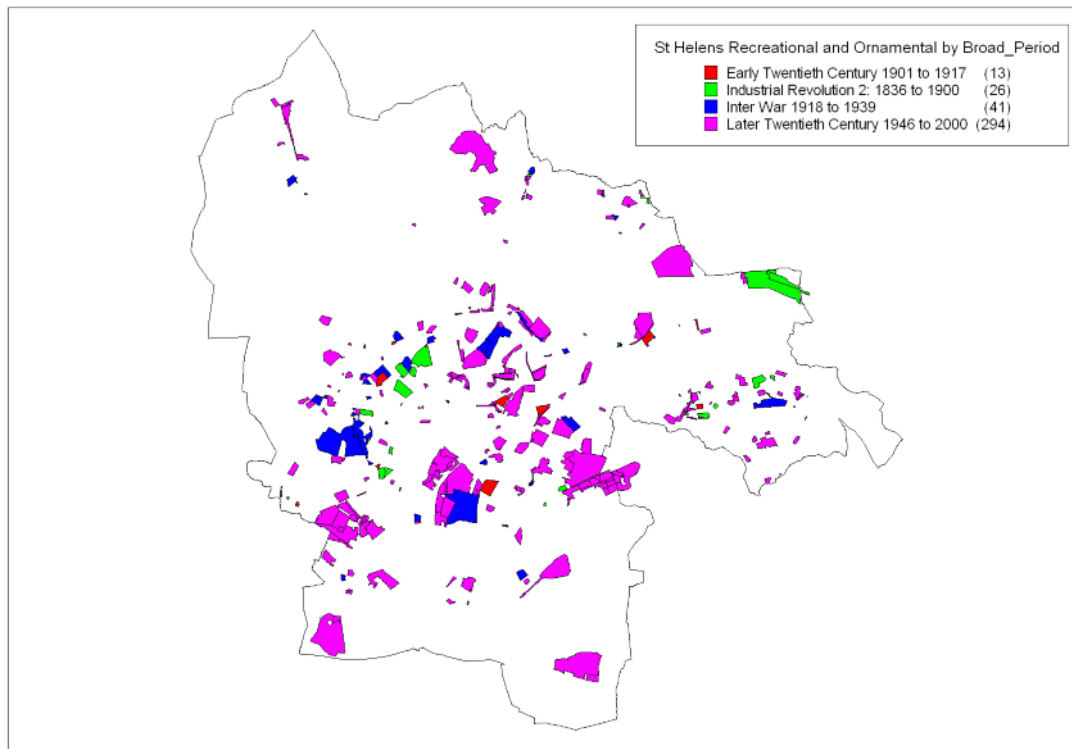 St Helens Recreational and Ornamental by Broad_Period
Early Twentieth Century 1901 to 1917 (13)
Industrial Revolution 2: 1836 to 1900 (26)
Inter War 1918 to 1939 (41)
Later Twentieth Century 1946 to 2000 (294)